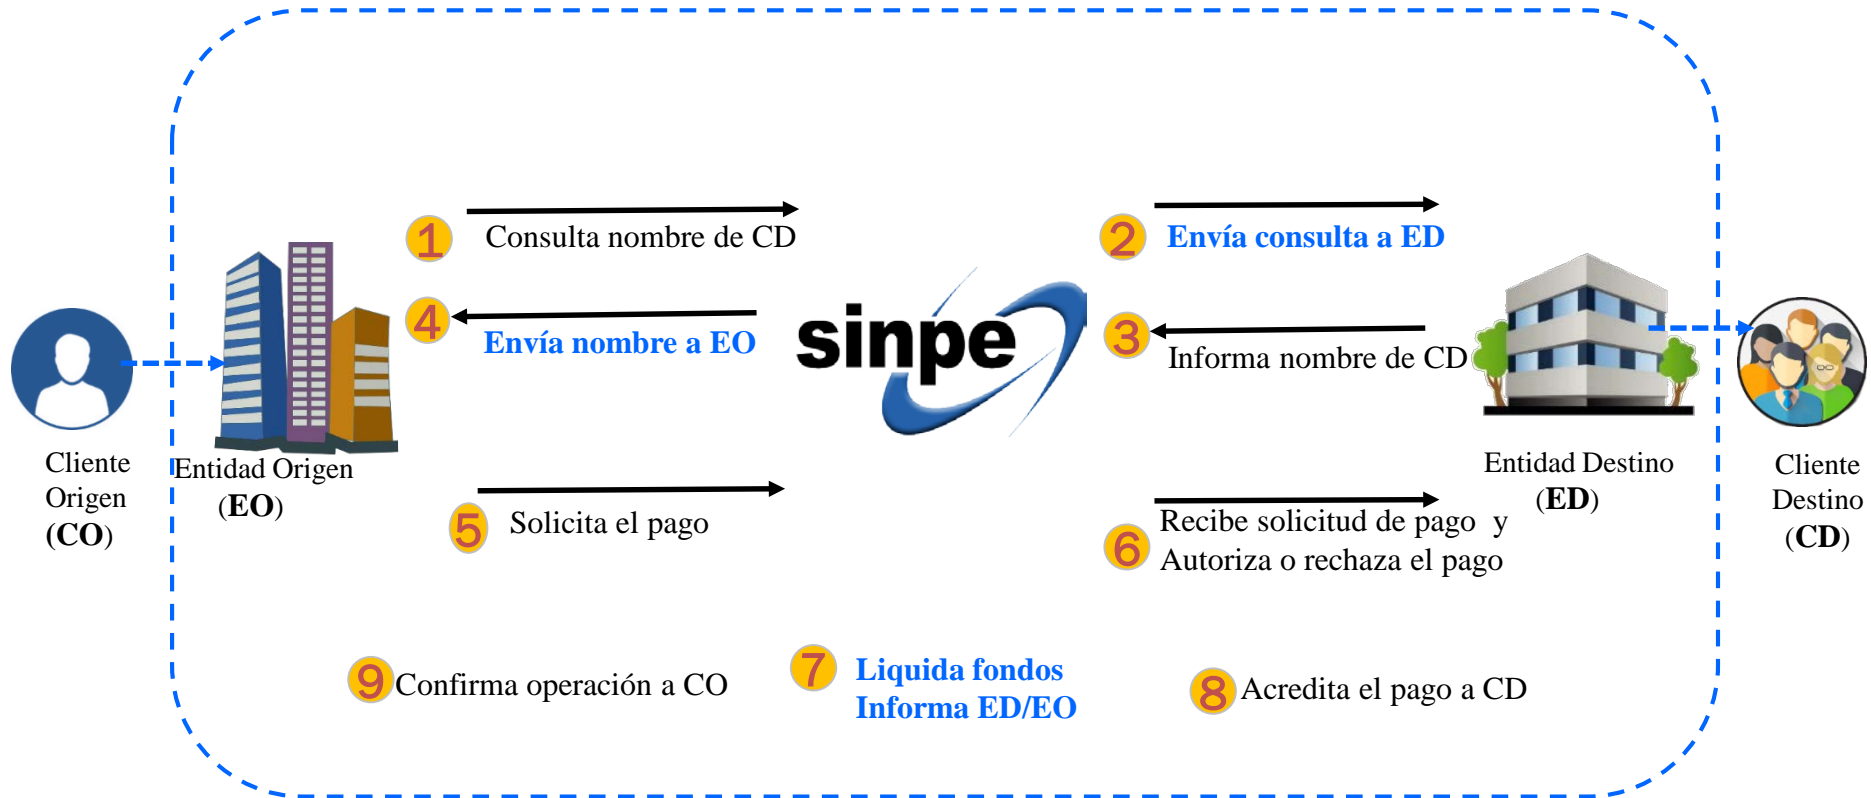 1
Consulta nombre de CD
2
Envía consulta a ED
4
Envía nombre a EO
sinpe
3
Informa nombre de CD
Cliente
Origen
(CO)
Entidad Origen
(EO)
Entidad Destino
(ED)
Cliente
Destino
(CD)
5
Solicita el pago
6
Recibe solicitud de pago y
Autoriza o rechaza el pago
9
Confirma operación a CO
7
Liquida fondos
Informa ED/EO
8
Acredita el pago a CD